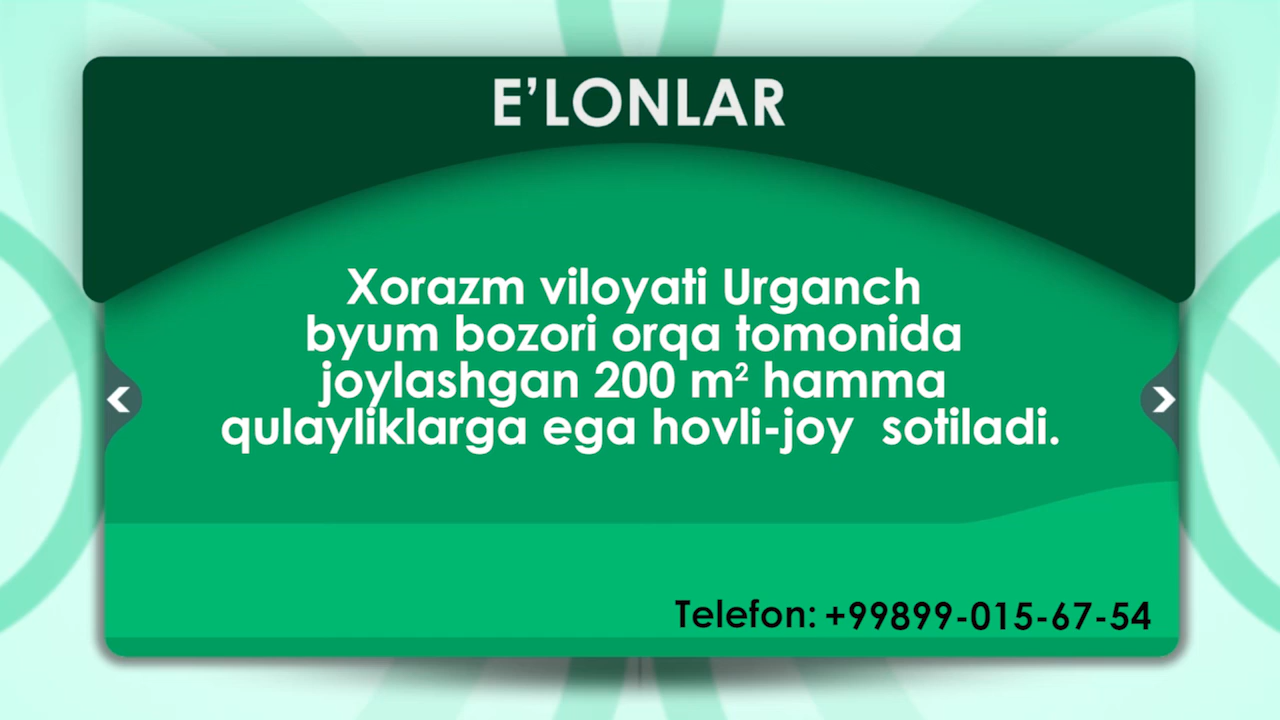 E’LONLAR
Xorazm viloyati Urganch
byum bozori orqa tomonida
joylashgan 200 m² hamma
qulayliklarga ega hovli-joy  sotiladi.
Telefon: +99899-015-67-54